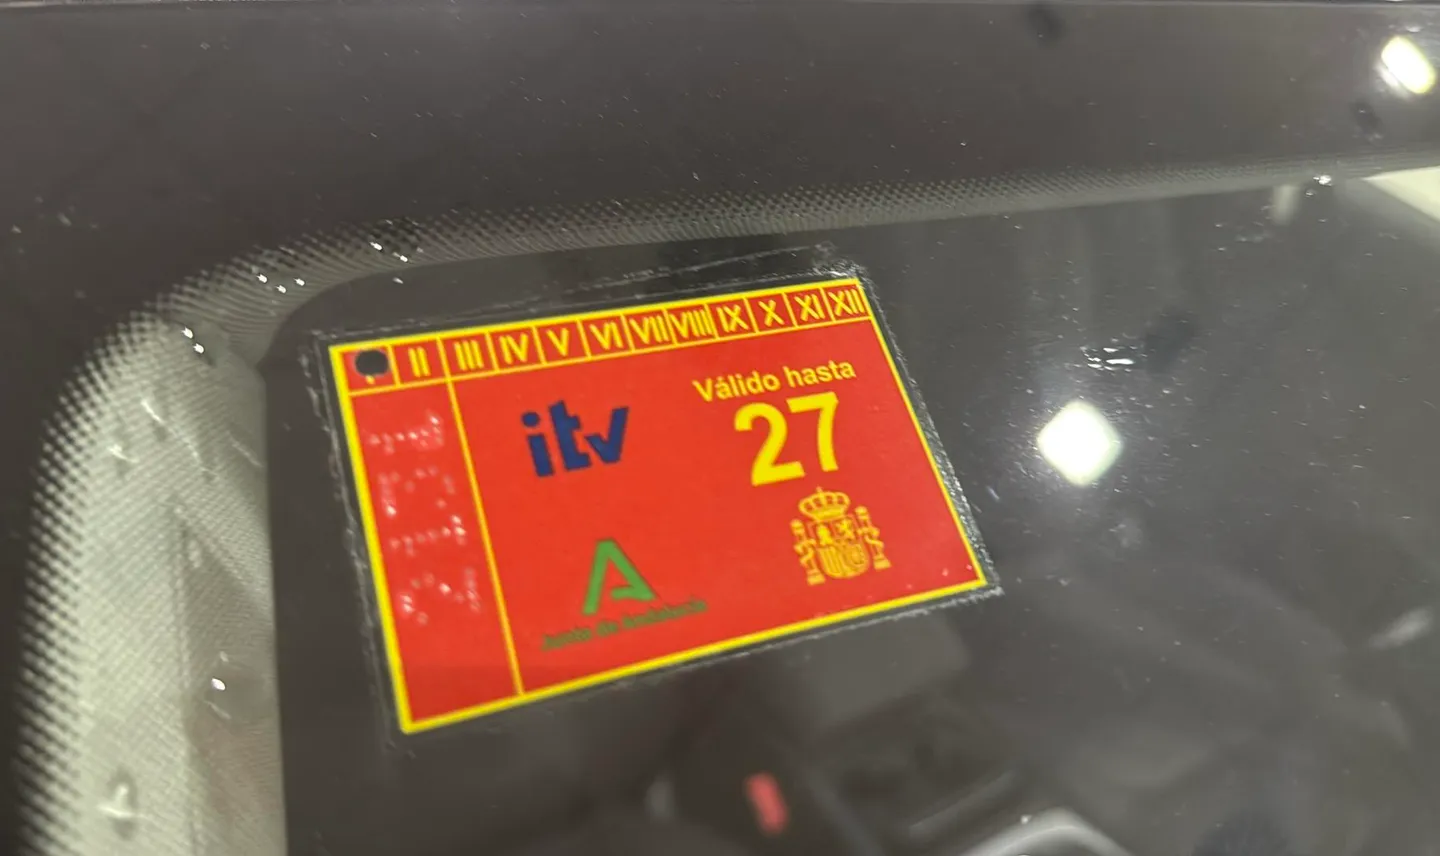 I II III IV V VI VII VIII IX X XI XII
itv
Válido hasta
27
Junta de Andalucía